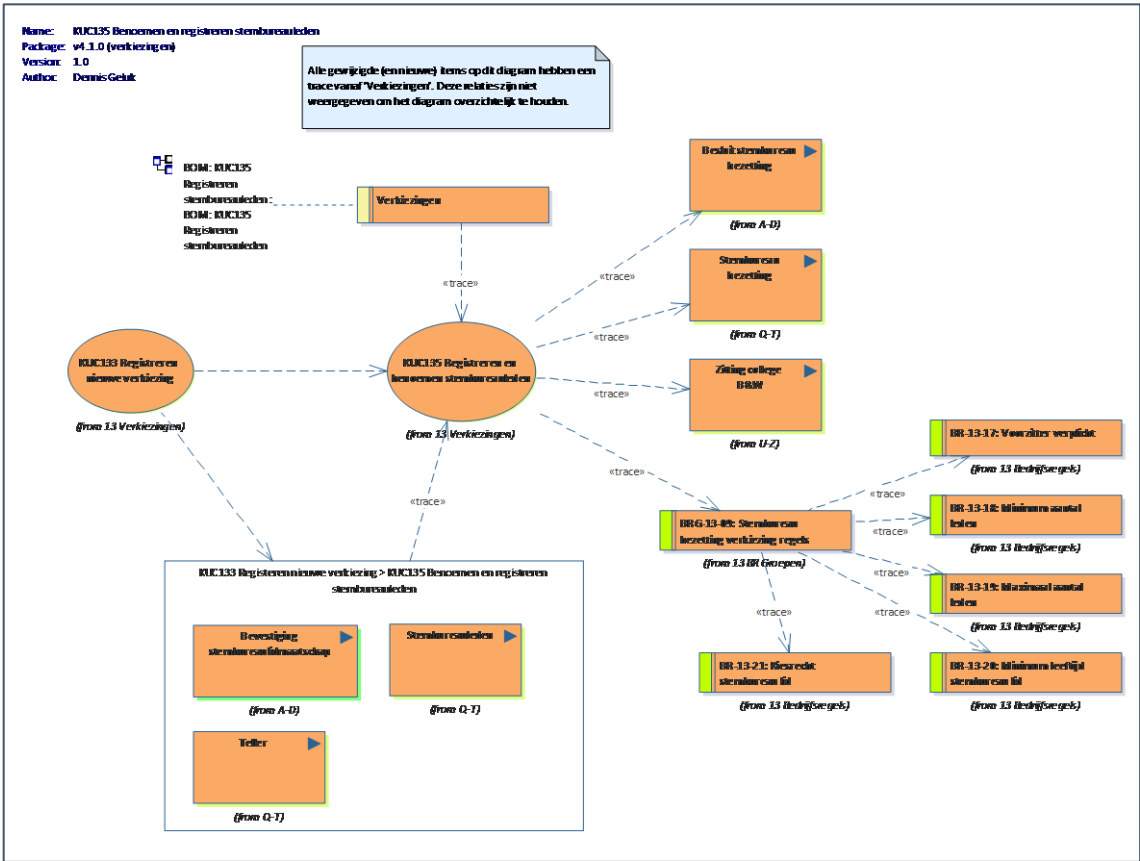 Name: KUC135 Benoemen en registreren stembureauleden
Package: v4.1.0 (verkiezingen)
Version: 1.0
Author: Dennis Geluk
Alle gewijzigde (en nieuwe) items op dit diagram hebben een
trace vanaf 'Verkiezingen'. Deze relaties zijn niet
weergegeven om het diagram overzichtelijk te houden.
BOM: KUC135
Registreren
stembureauleden :
BOM: KUC135
Registreren
stembureauleden
Verkiezingen
«trace»
Besluit stembureau
bezetting
(from A-D)
«trace»
Stembureau
bezetting
(from Q-T)
«trace»
Zitting college
B&W
(from U-Z)
«trace»
KUC133 Registreren
nieuwe verkiezing
(from 13 Verkiezingen)
KUC135 Registreren en
benoemen stembureauleden
(from 13 Verkiezingen)
«trace»
«trace»
BRG-13-09: Stembureau
bezetting verkiezing regels
(from 13 BR Groepen)
BR-13-17: Voorzitter verplicht
(from 13 Bedrijfsregels)
«trace»
BR-13-18: Minimum aantal
leden
(from 13 Bedrijfsregels)
«trace»
BR-13-19: Maximaal aantal
leden
(from 13 Bedrijfsregels)
«trace»
BR-13-20: Minimum leeftijd
stembureau lid
(from 13 Bedrijfsregels)
«trace»
«trace»
BR-13-21: Kiesrecht
stembureau lid
(from 13 Bedrijfsregels)
KUC133 Registeren nieuwe verkiezing > KUC135 Benoemen en registreren
stembureauleden
Bevestiging
stembureaulidmaatschap
(from A-D)
Stembureauleden
(from Q-T)
Teller
(from Q-T)